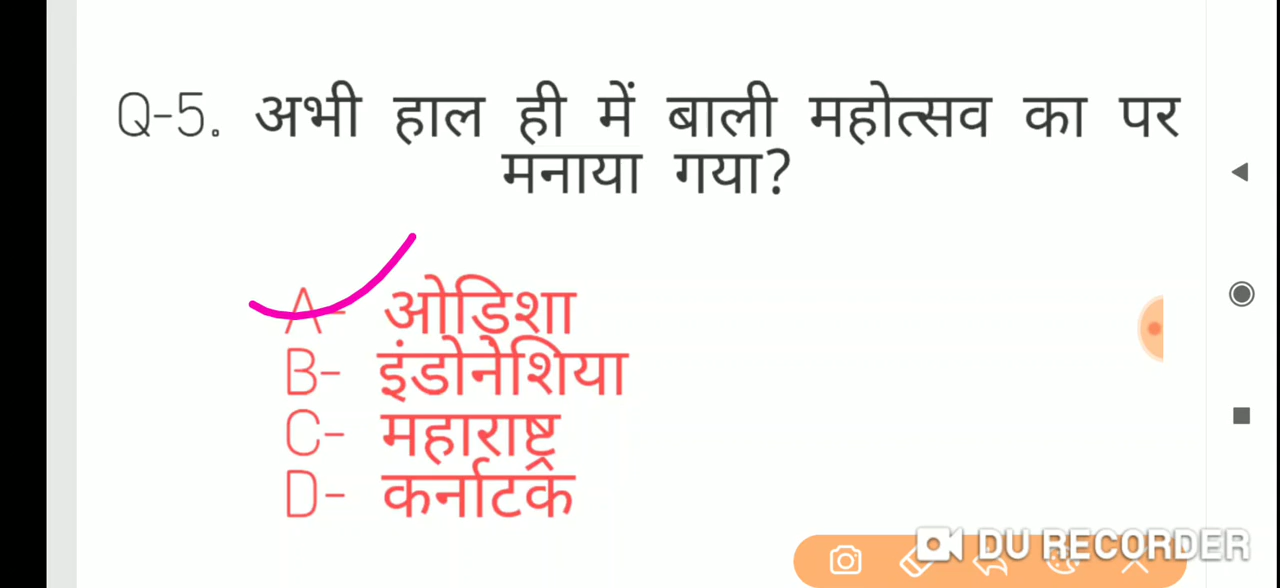 Q-5. अभी हाल ही में बाली महोत्सव का पर
मनाया गया?
A- ओडिशा
B- इंडोनेशिया
C- महाराष्ट्र
D- कर्नाटक
DU RECORDER